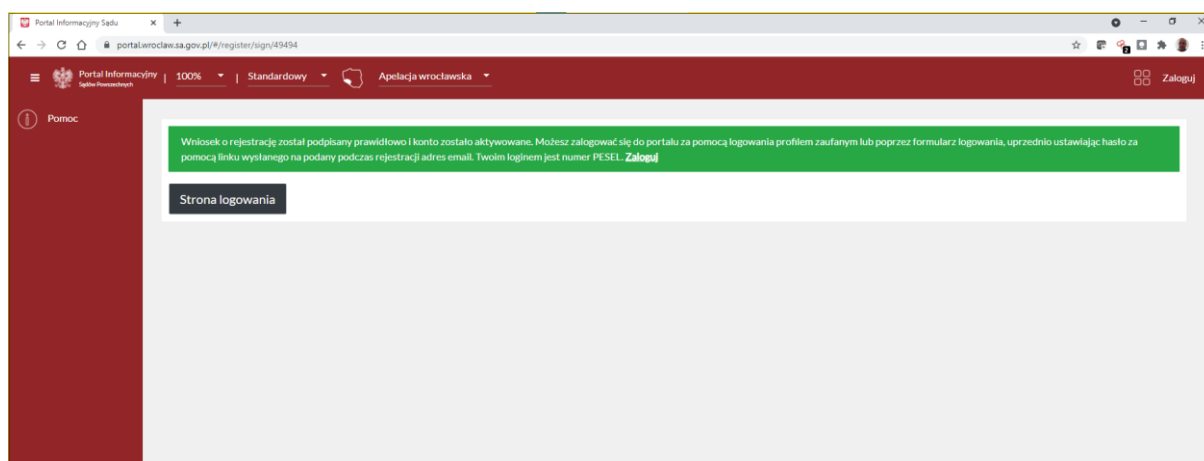 Portal Informacyjny Sądu
portal.wroclaw.sa.gov.pl/#/register/sign/49494
Portal Informacyjny
Sądów Powszechnych
| 100% | Standardowy
Apelacja wrocławska
Zaloguj
Pomoc
Wniosek o rejestrację został podpisany prawidłowo i konto zostało aktywowane. Możesz zalogować się do portalu za pomocą logowania profilem zaufanym lub poprzez formularz logowania, uprzednio ustawiając hasło za
pomocą linku wysłanego na podany podczas rejestracji adres email. Twoim loginem jest numer PESEL. Zaloguj
Strona logowania